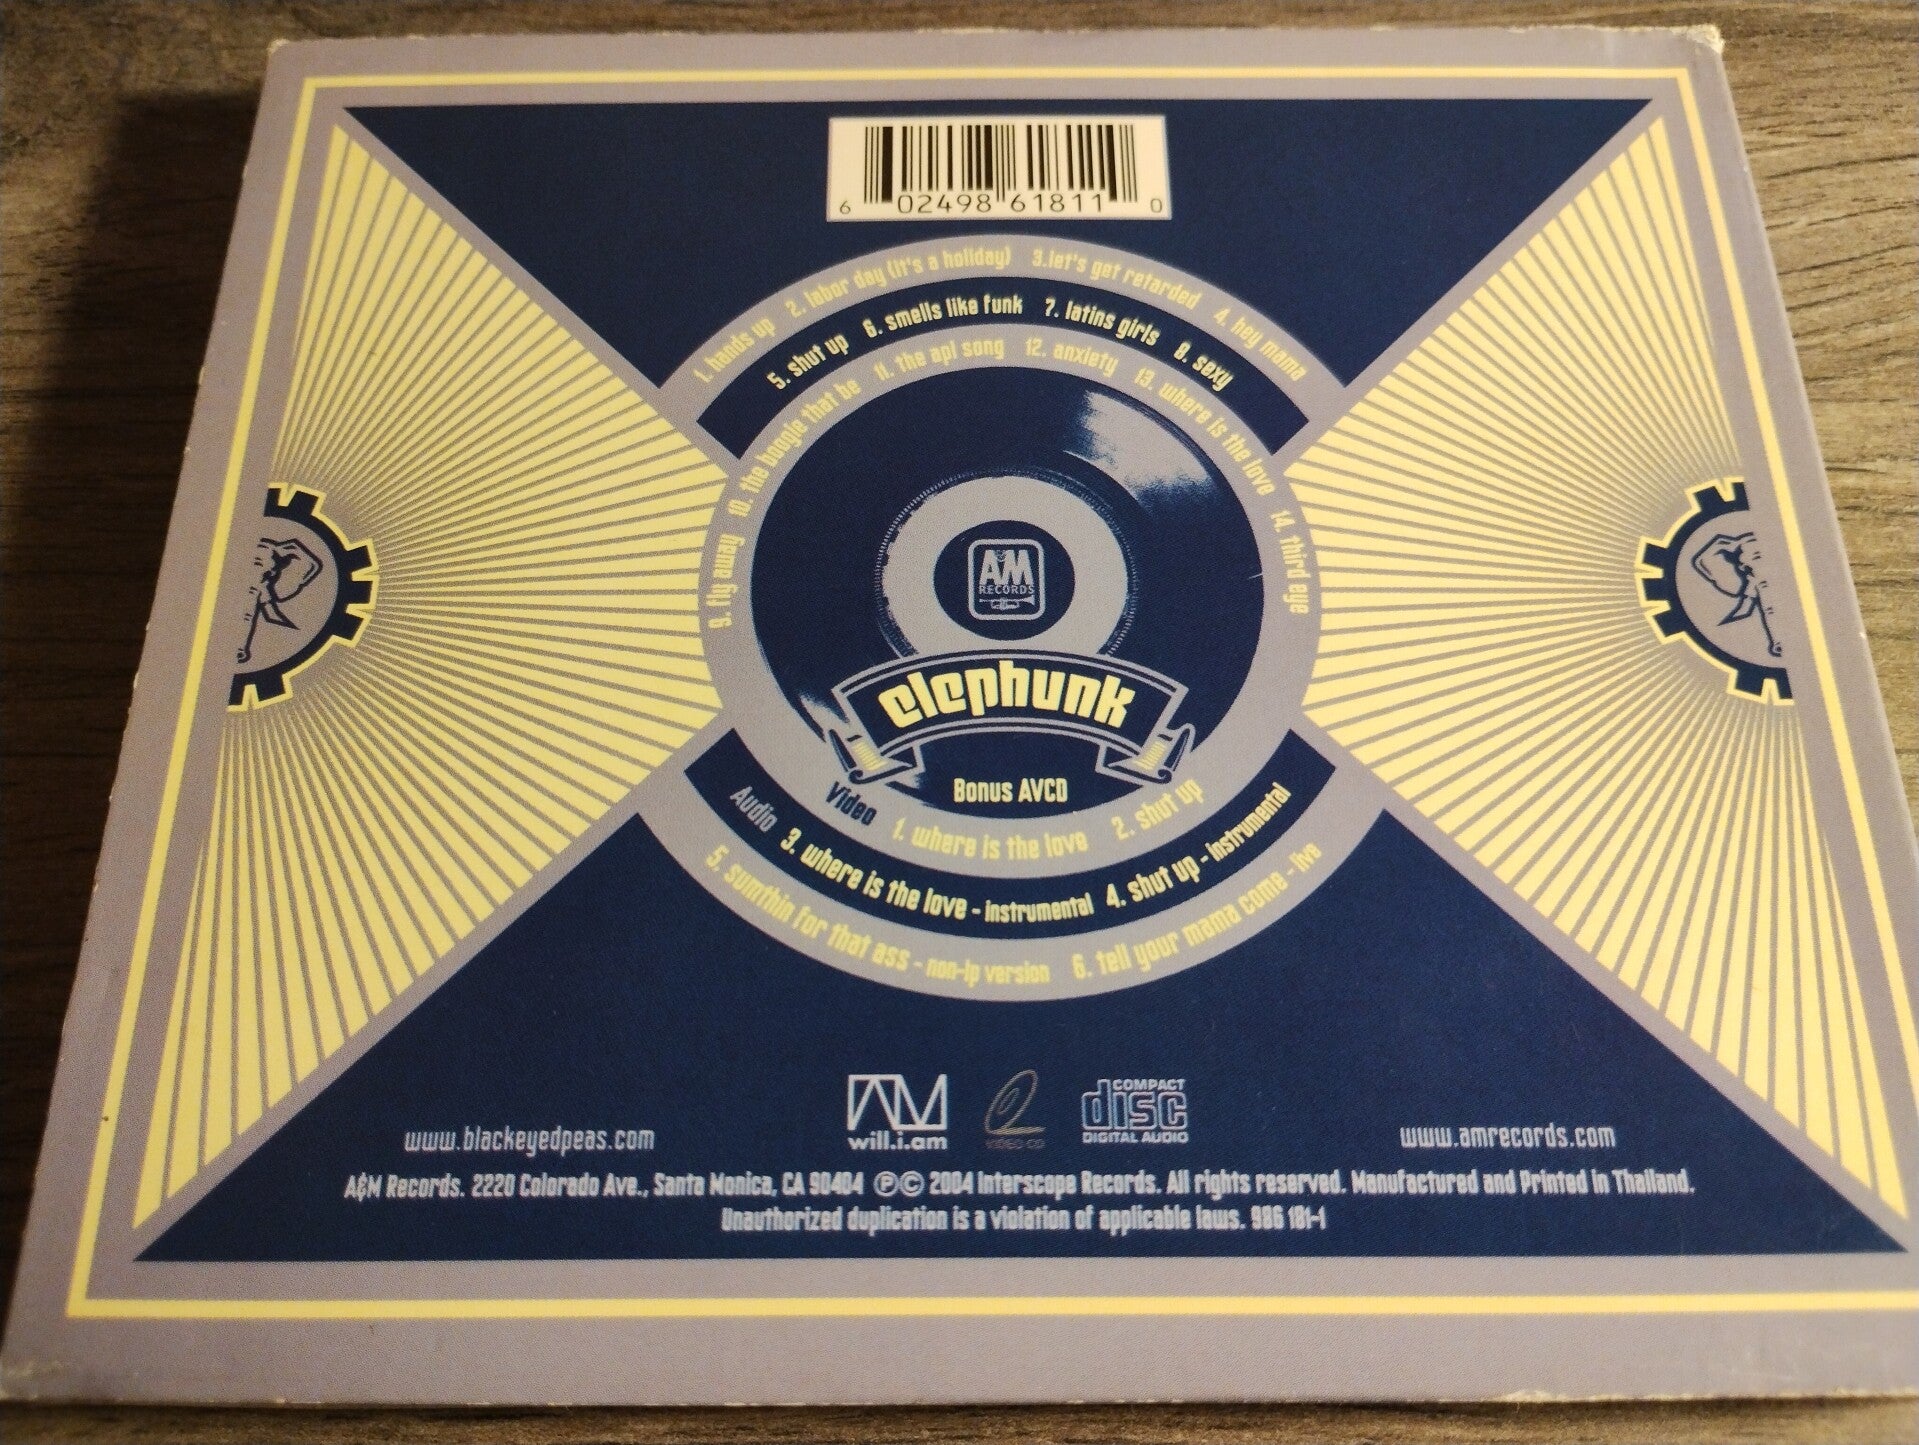 6 02498 61811 0
1. hands up 2. labor day (it's a holiday) 3.let's get retarded 4. hey mama
5. shut up 6. smells like funk 7. latins girls 8. sexy
9. fly away 10. the boogie that be 11. the apl song 12. anxiety 13. where is the love 14. third eye
A&M
RECORDS
elephunk
Bonus AVCD
Video 1. where is the love 2. shut up
Audio 3. where is the love - instrumental 4. shut up - instrumental
5. sumthin for that ass - non-lp version 6. tell your mama come - live
www.blackeyedpeas.com
will.i.am
VIDEO CD
COMPACT
disc
DIGITAL AUDIO
www.amrecords.com
A&M Records. 2220 Colorado Ave., Santa Monica, CA 90404 ℗© 2004 Interscope Records. All rights reserved. Manufactured and Printed in Thailand.
Unauthorized duplication is a violation of applicable laws. 986 181-1